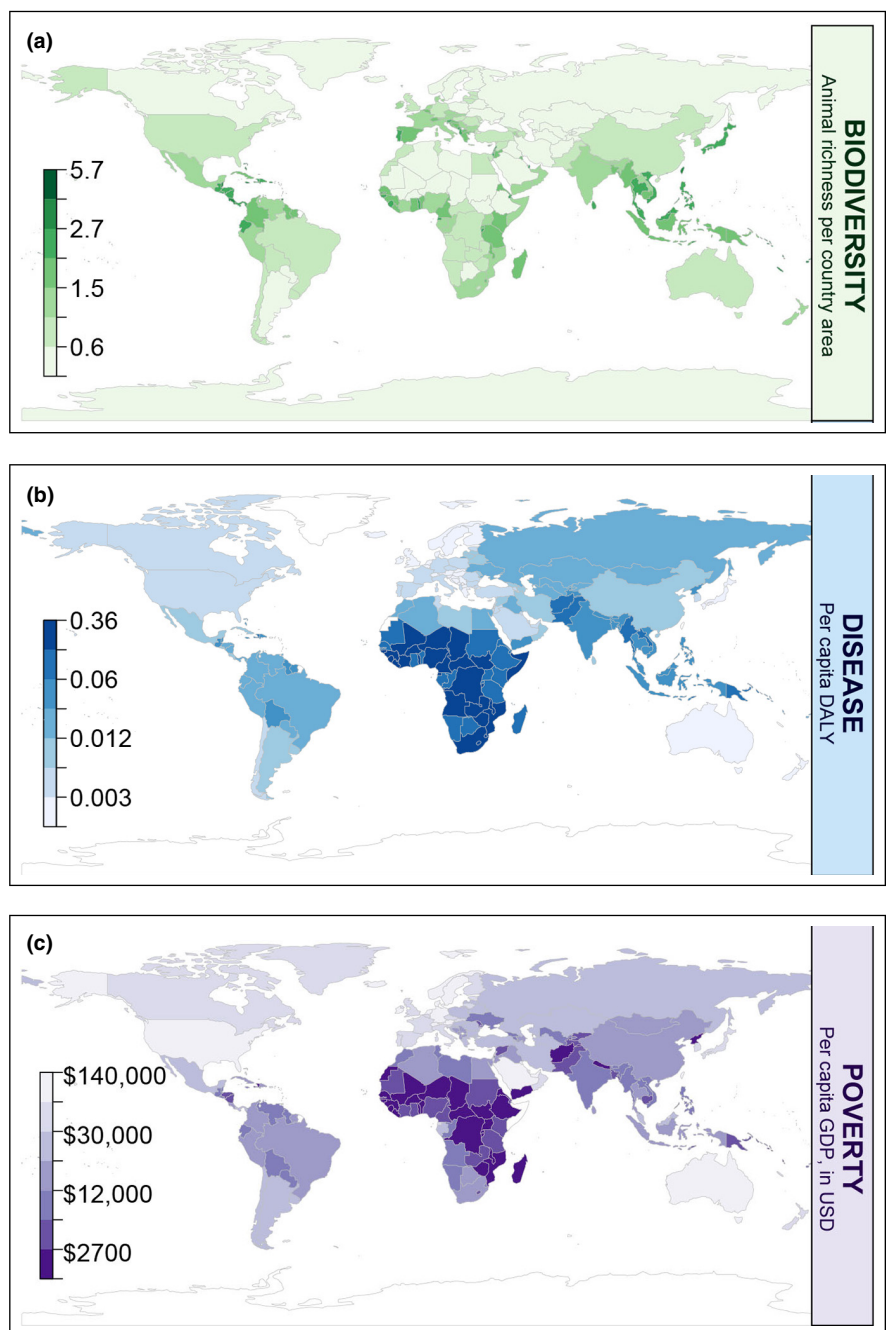 (a)
5.7
2.7
1.5
0.6
BIODIVERSITY
Animal richness per country area
(b)
0.36
0.06
0.012
0.003
DISEASE
Per capita DALY
(c)
$140,000
$30,000
$12,000
$2700
POVERTY
Per capita GDP, in USD